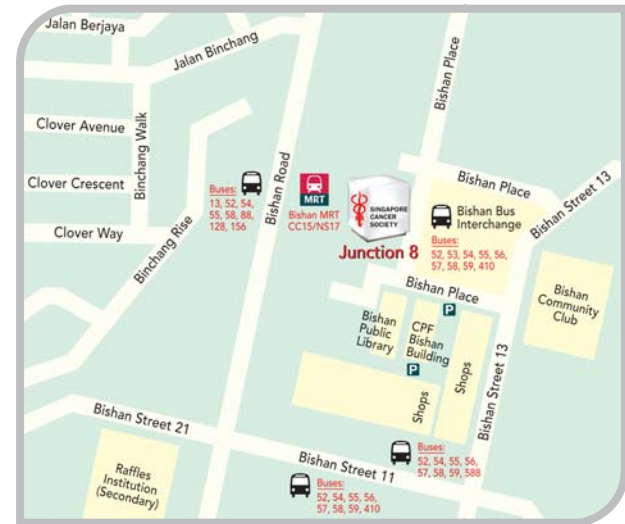 Jalan Berjaya
Jalan Binchang
Bishan Place
Clover Avenue
Binchang Walk
Clover Crescent
Clover Way
Binchang Rise
Buses:
13, 52, 54,
55, 58, 88,
128, 156
Bishan Road
MRT
Bishan MRT
CC15/NS17
SINGAPORE
CANCER
SOCIETY
Junction 8
Bishan Place
Bishan Street 13
Bishan Bus
Interchange
Buses:
52, 53, 54, 55, 56,
57, 58, 59, 410
Bishan Place
P
Bishan
Community
Club
Bishan
Public
Library
CPF
Bishan
Building
P
Shops
Shops
Bishan Street 13
Bishan Street 21
Bishan Street 11
Raffles
Institution
(Secondary)
Buses:
52, 54, 55, 56,
57, 58, 59, 588
Buses:
52, 54, 55, 56,
57, 58, 59, 410